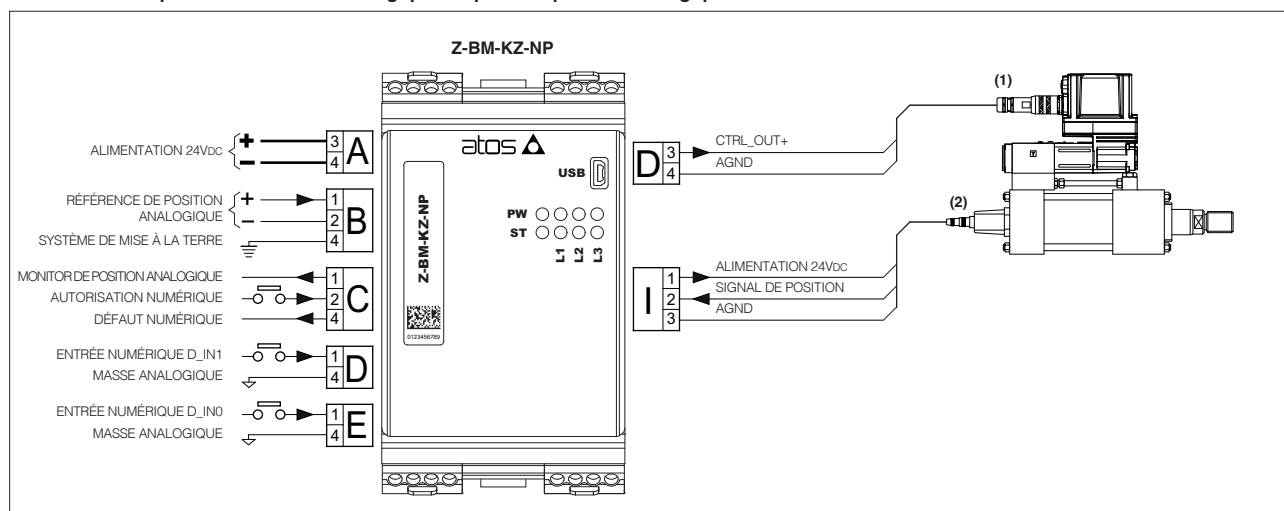 Z-BM-KZ-NP
ALIMENTATION 24VDC
+
3
−
4
A
RÉFÉRENCE DE POSITION
ANALOGIQUE
+
1
−
2
SYSTÈME DE MISE À LA TERRE
4
B
MONITOR DE POSITION ANALOGIQUE
1
AUTORISATION NUMÉRIQUE
2
DÉFAUT NUMÉRIQUE
4
C
ENTRÉE NUMÉRIQUE D_IN1
1
MASSE ANALOGIQUE
4
D
ENTRÉE NUMÉRIQUE D_IN0
1
MASSE ANALOGIQUE
4
E
atos
USB
Z-BM-KZ-NP
0123456789
PW
ST
L1
L2
L3
D
3
CTRL_OUT+
4
AGND
I
1
ALIMENTATION 24VDC
2
SIGNAL DE POSITION
3
AGND
(1)
(2)